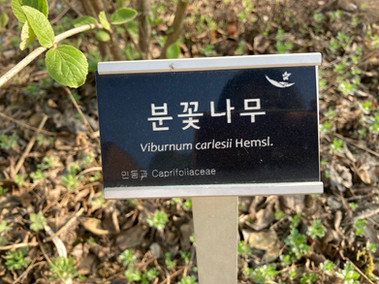 분꽃나무
Viburnum carlesii Hemsl.
인동과 Caprifoliaceae